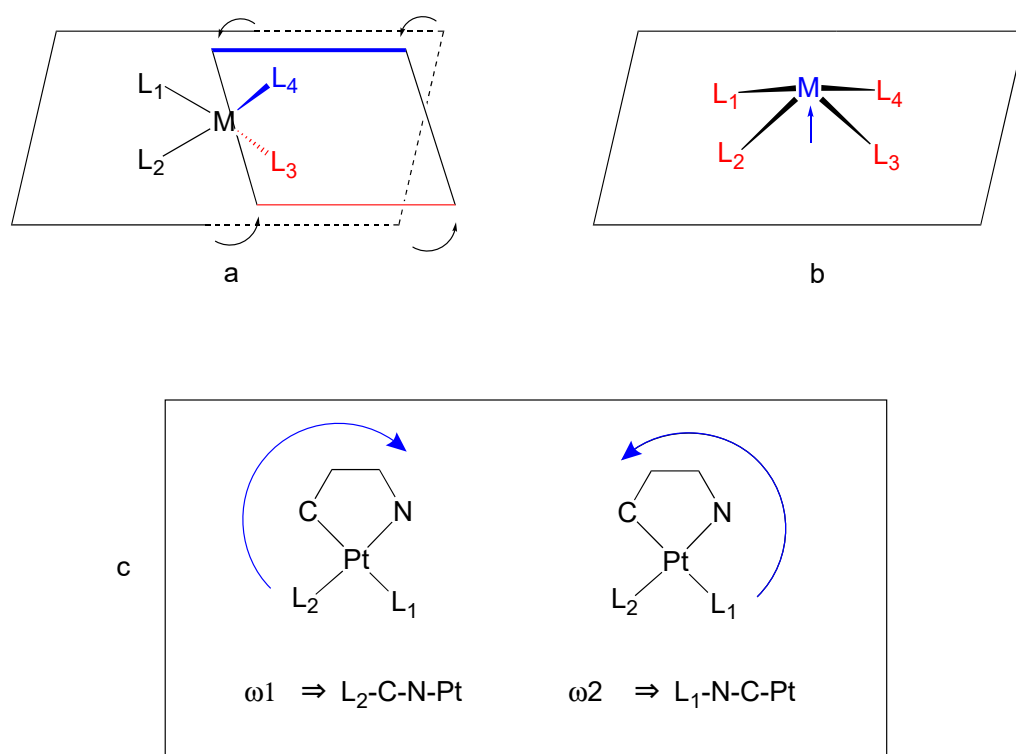 L₁
L₄
M
L₂
L₃
a
M
L₁
L₄
L₂
L₃
b
C
N
Pt
L₂
L₁
C
N
Pt
L₂
L₁
c
ω1 ⇒ L₂-C-N-Pt
ω2 ⇒ L₁-N-C-Pt